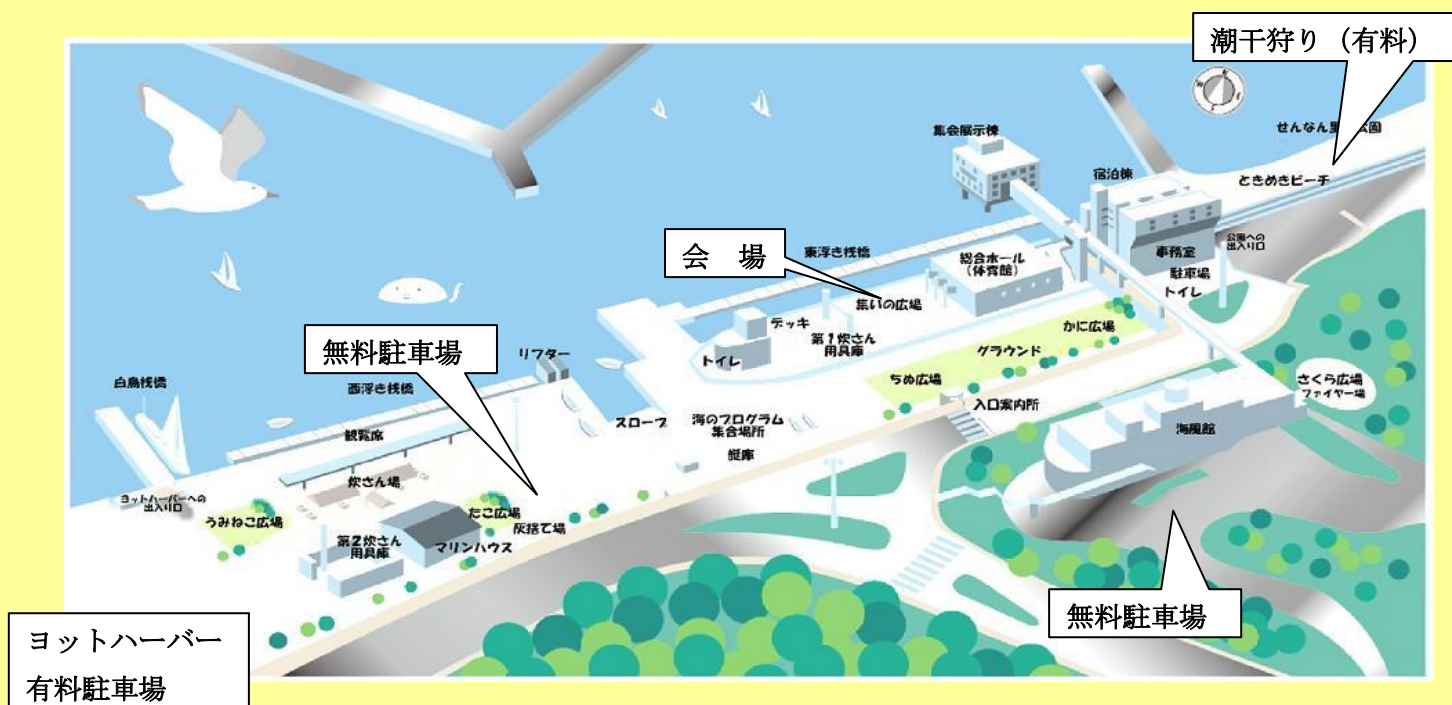 潮干狩り（有料）
集会展示棟
せんなん里
公園
宿泊棟
ときめきビーチ
会　場
東浮き桟橋
総合ホール
（体育館）
事務室
公園への
出入り口
駐車場
トイレ
集いの広場
デッキ
第１炊さん
用具庫
かに広場
無料駐車場
リフター
トイレ
グラウンド
ちぬ広場
白鳥桟橋
西浮き桟橋
さくら広場
ファイヤー場
入口案内所
スロープ
海のプログラム
集合場所
海風館
観覧席
艇庫
炊さん場
ヨットハーバーへの
出入り口
うみねこ広場
たこ広場
灰捨て場
第２炊さん
用具庫
マリンハウス
無料駐車場
ヨットハーバー
有料駐車場